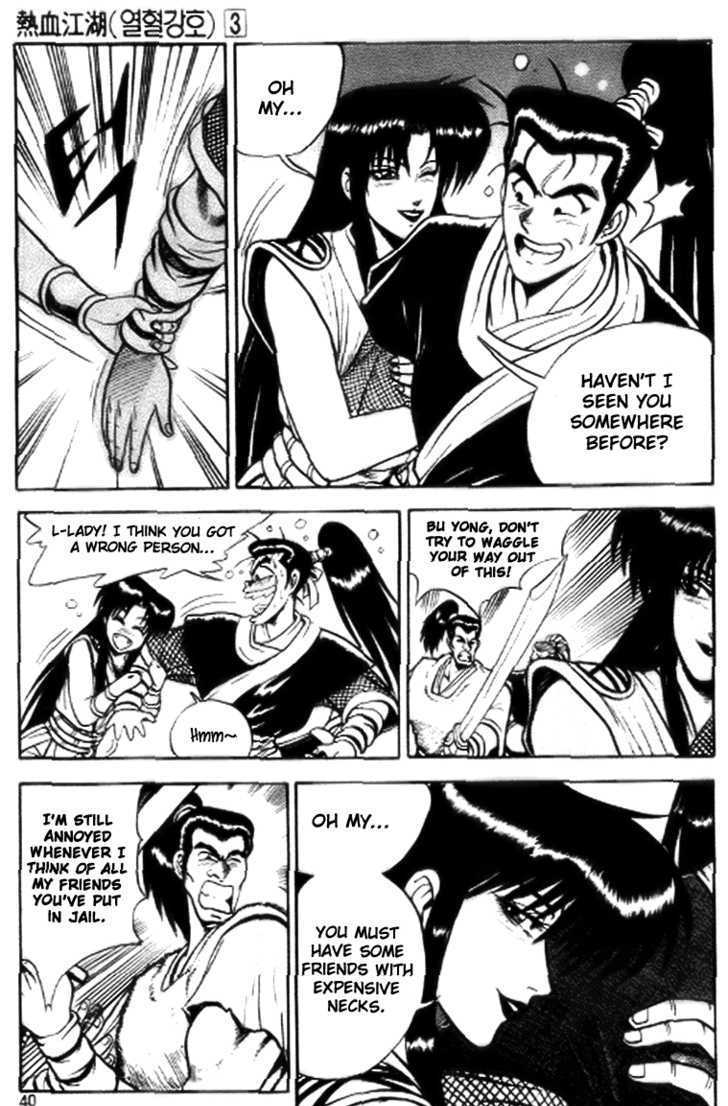 熱血江湖(열혈강호) 3
턱
OH
MY...
HAVEN'T I
SEEN YOU
SOMEWHERE
BEFORE?
L-LADY! I THINK YOU GOT
A WRONG PERSON...
Hmm~
BU YONG, DON'T
TRY TO WAGGLE
YOUR WAY OUT
OF THIS!
I'M STILL
ANNOYED
WHENEVER I
THINK OF ALL
MY FRIENDS
YOU'VE PUT
IN JAIL.
OH MY...
YOU MUST
HAVE SOME
FRIENDS WITH
EXPENSIVE
NECKS.
40